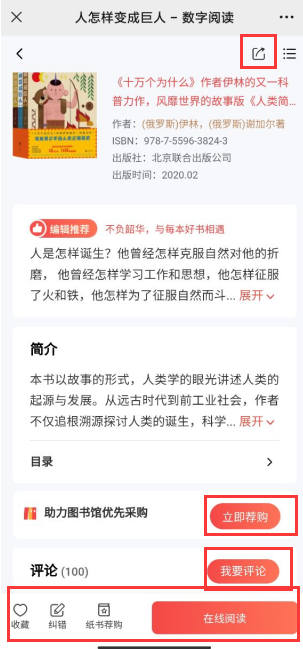 人怎样变成巨人 – 数字阅读
《十万个为什么》作者伊林的又一科
普力作，风靡世界的故事版《人类简...
作者：(俄罗斯)伊林，(俄罗斯)谢加尔著
ISBN：978-7-5596-3824-3
出版社：北京联合出版公司
出版时间：2020.02
编辑推荐 不负韶华，与每本好书相遇
人是怎样诞生？他曾经怎样克服自然对他的折
磨， 他曾经怎样学习工作和思想，他怎样征服
了火和铁，他怎样为了征服自然而斗... 展开
简介
本书以故事的形式，人类学的眼光讲述人类的
起源与发展。从远古时代到前工业社会，作者
不仅追根溯源探讨人类的诞生，科学... 展开
目录
助力图书馆优先采购 立即荐购
评论 (100) 我要评论
收藏 纠错 纸书荐购 在线阅读